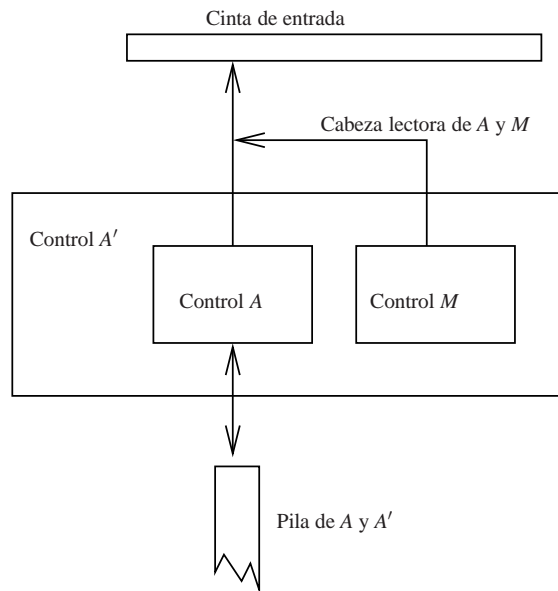 Cinta de entrada
Cabeza lectora de A y M
Control A′
Control A
Control M
Pila de A y A′